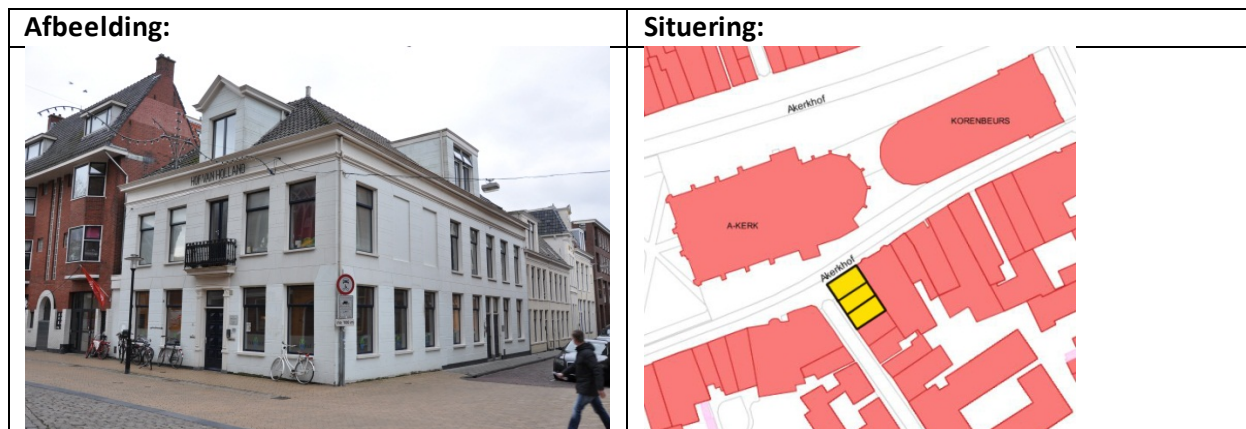 Afbeelding:
Situering:
HOF VAN HOLLAND
Akerkhof
KORENBEURS
A-KERK
Akerkhof